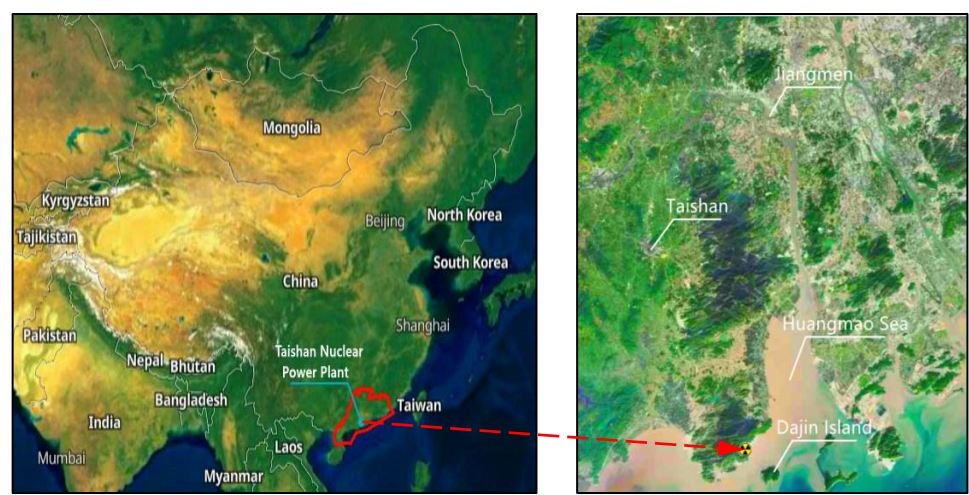 Mongolia
Kyrgyzstan
Tajikistan
Beijing
North Korea
South Korea
China
Pakistan
Shanghai
Nepal
Bhutan
Taishan Nuclear
Power Plant
Bangladesh
Taiwan
India
Mumbai
Laos
Myanmar
Jiangmen
Taishan
Huangmao Sea
Dajin Island